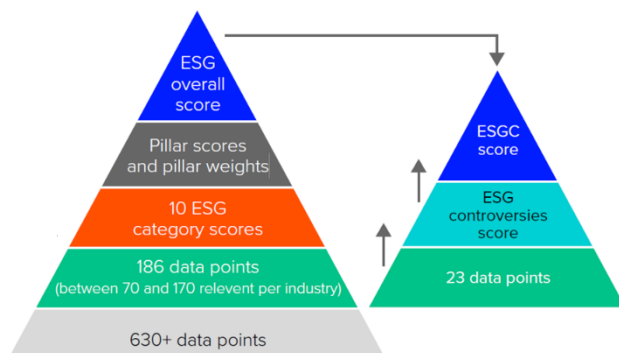 ESG
overall
score
Pillar scores
and pillar weights
10 ESG
category scores
186 data points
(between 70 and 170 relevent per industry)
630+ data points
ESGC
score
ESG
controversies
score
23 data points